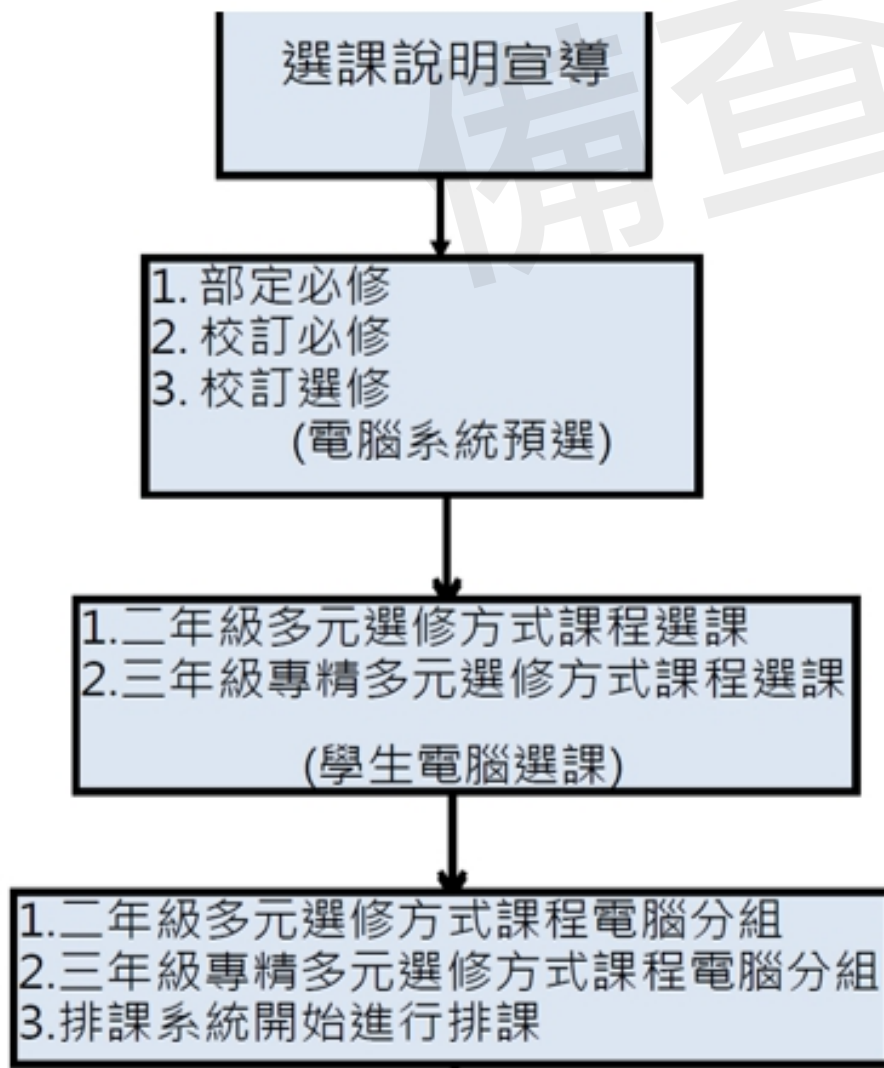 選課說明宣導
備查
1. 部定必修
2. 校訂必修
3. 校訂選修
(電腦系統預選)
1.二年級多元選修方式課程選課
2.三年級專精多元選修方式課程選課
(學生電腦選課)
1.二年級多元選修方式課程電腦分組
2.三年級專精多元選修方式課程電腦分組
3.排課系統開始進行排課